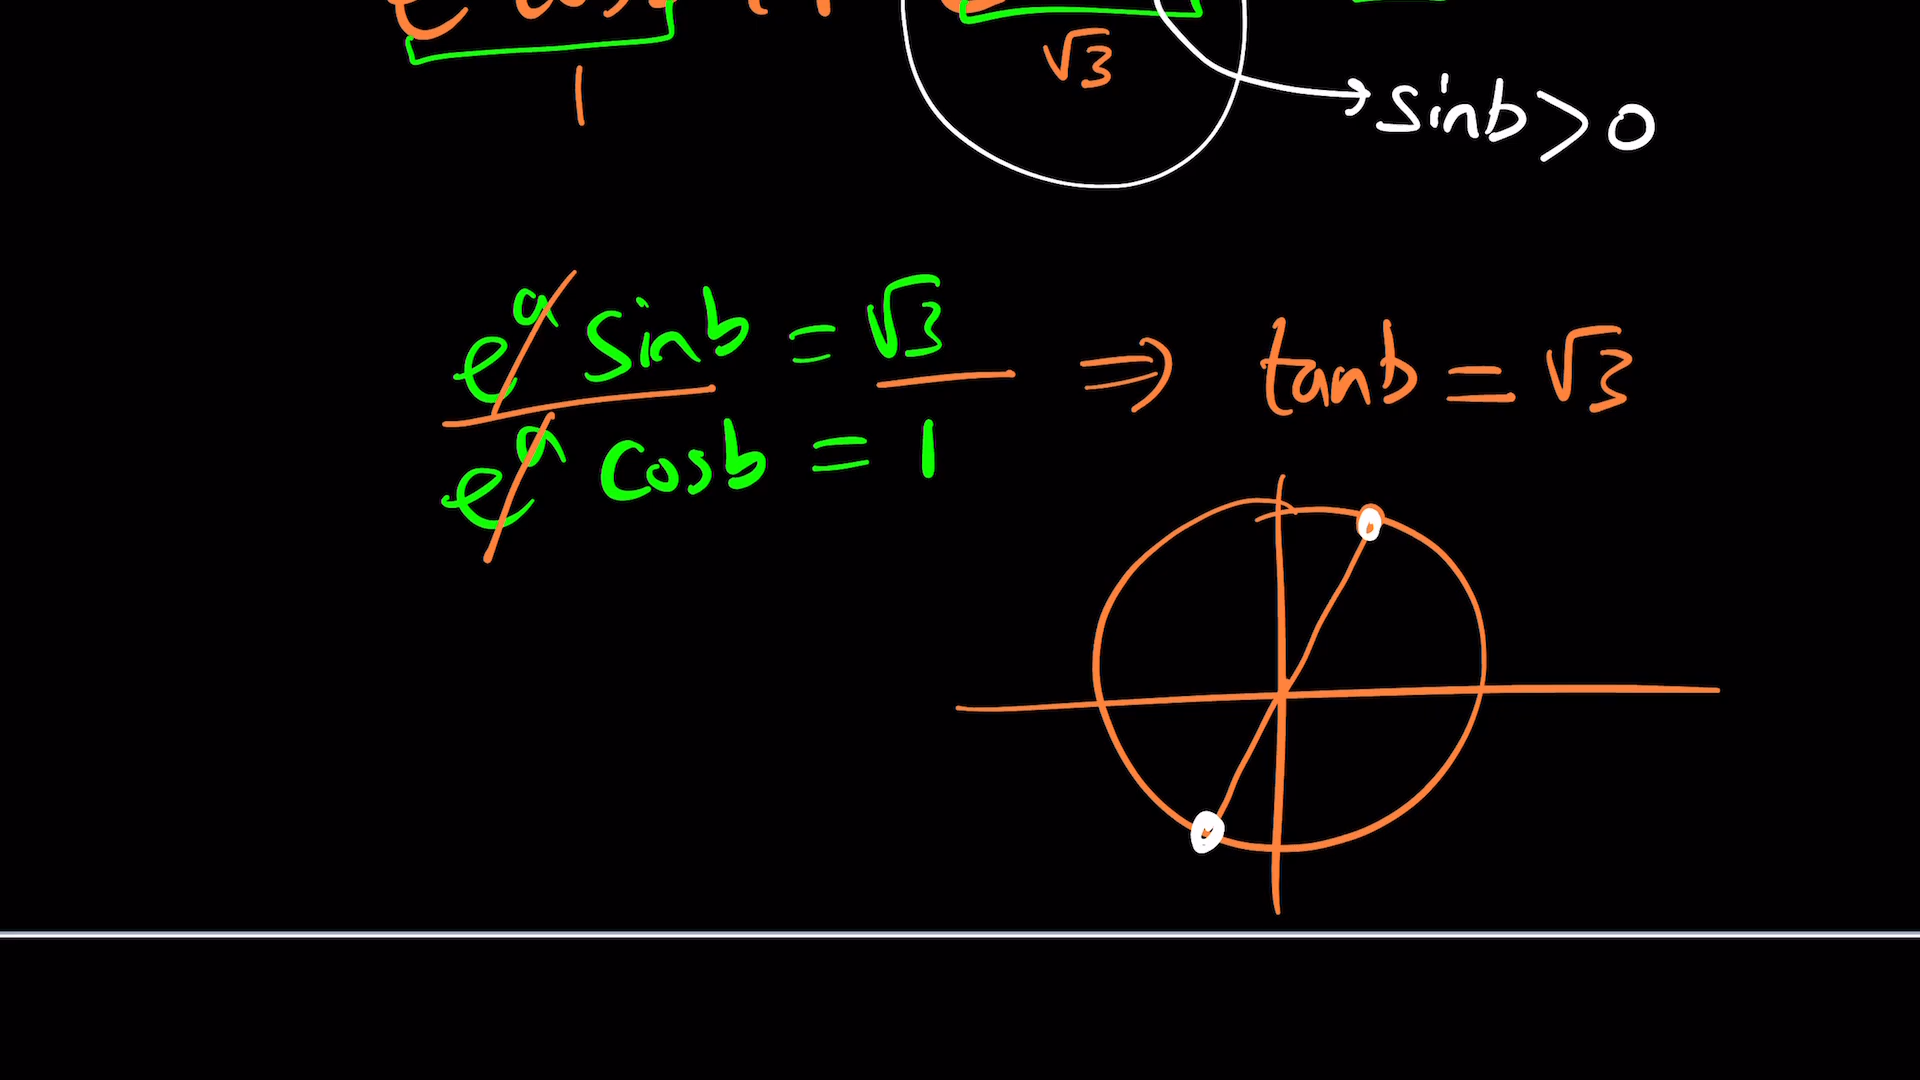 1 √3
→ sinb > 0
e^a sinb = √3
e^a cosb = 1
⇒ tanb = √3